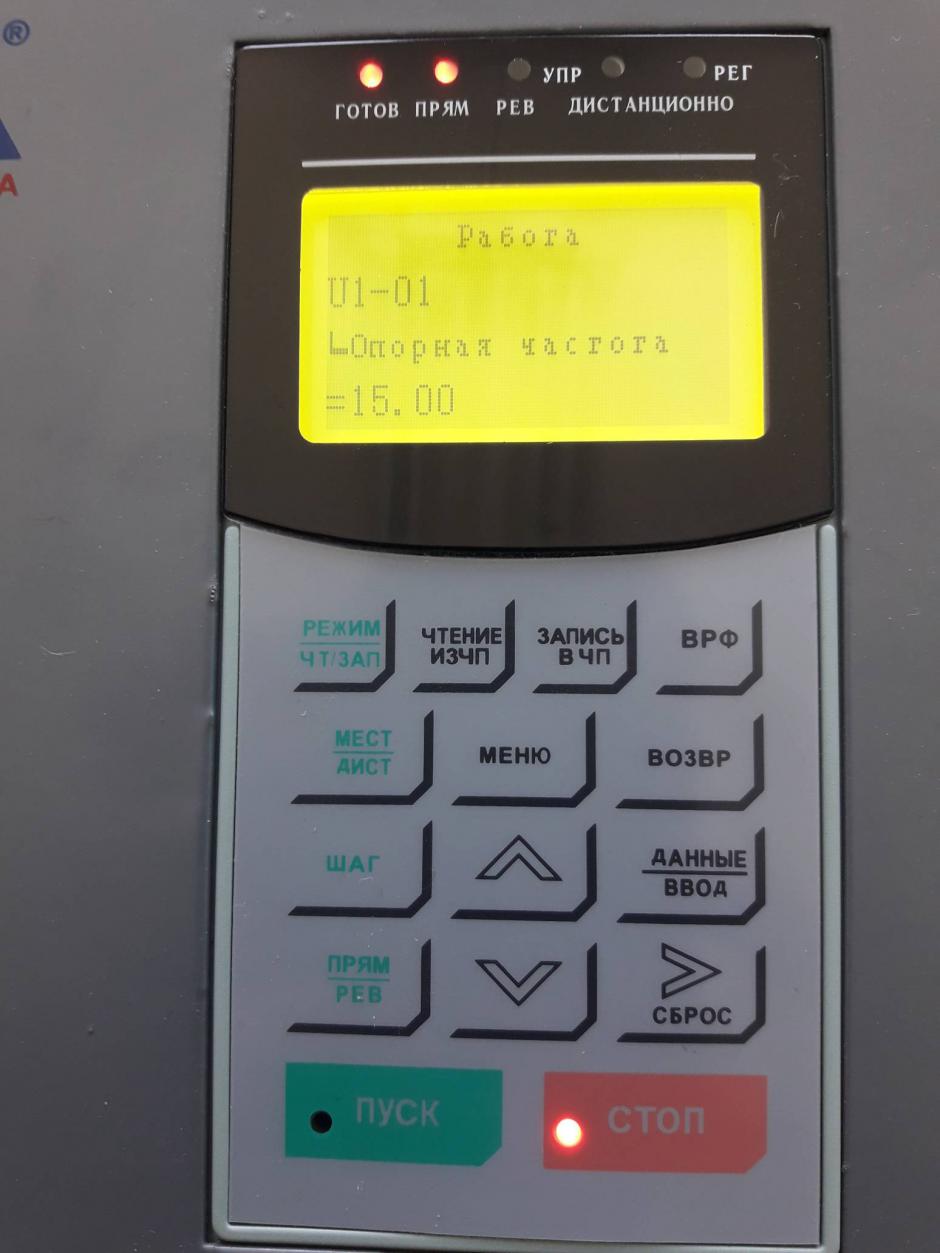 ®
А
УПР РЕГ
ГОТОВ ПРЯМ РЕВ ДИСТАНЦИОННО
Работа
U1-01
Опорная частота
=15.00
РЕЖИМ ЧТЕНИЕ ЗАПИСЬ ВРФ
ЧТ/ЗАП ИЗЧП В ЧП
МЕСТ МЕНЮ ВОЗВР
ДИСТ
ШАГ ДАННЫЕ
ВВОД
ПРЯМ
РЕВ СБРОС
ПУСК СТОП